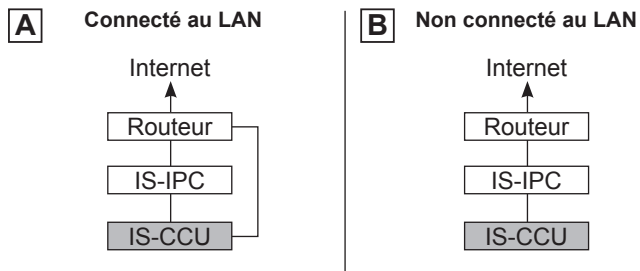 A Connecté au LAN
Internet
Routeur
IS-IPC
IS-CCU
B Non connecté au LAN
Internet
Routeur
IS-IPC
IS-CCU